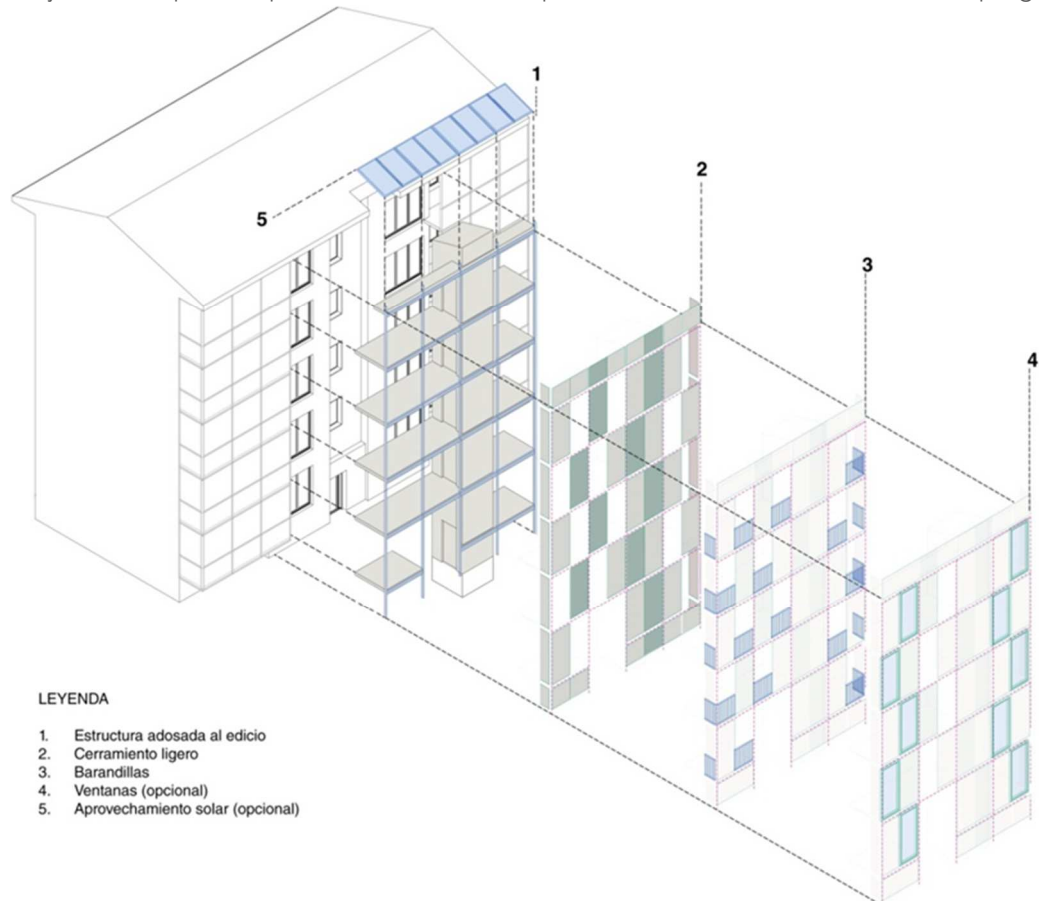 1
2
3
4
5
LEYENDA
1. Estructura adosada al edicio
2. Cerramiento ligero
3. Barandillas
4. Ventanas (opcional)
5. Aprovechamiento solar (opcional)